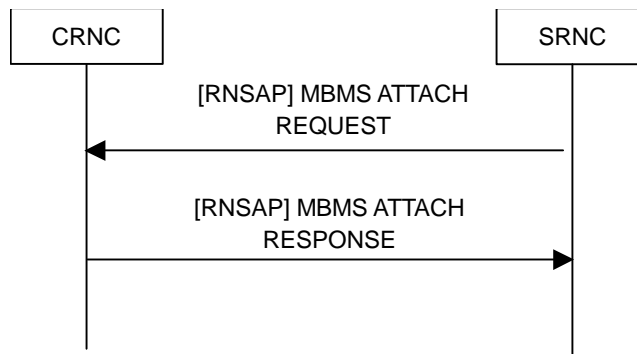 CRNC
SRNC
[RNSAP] MBMS ATTACH
REQUEST
[RNSAP] MBMS ATTACH
RESPONSE